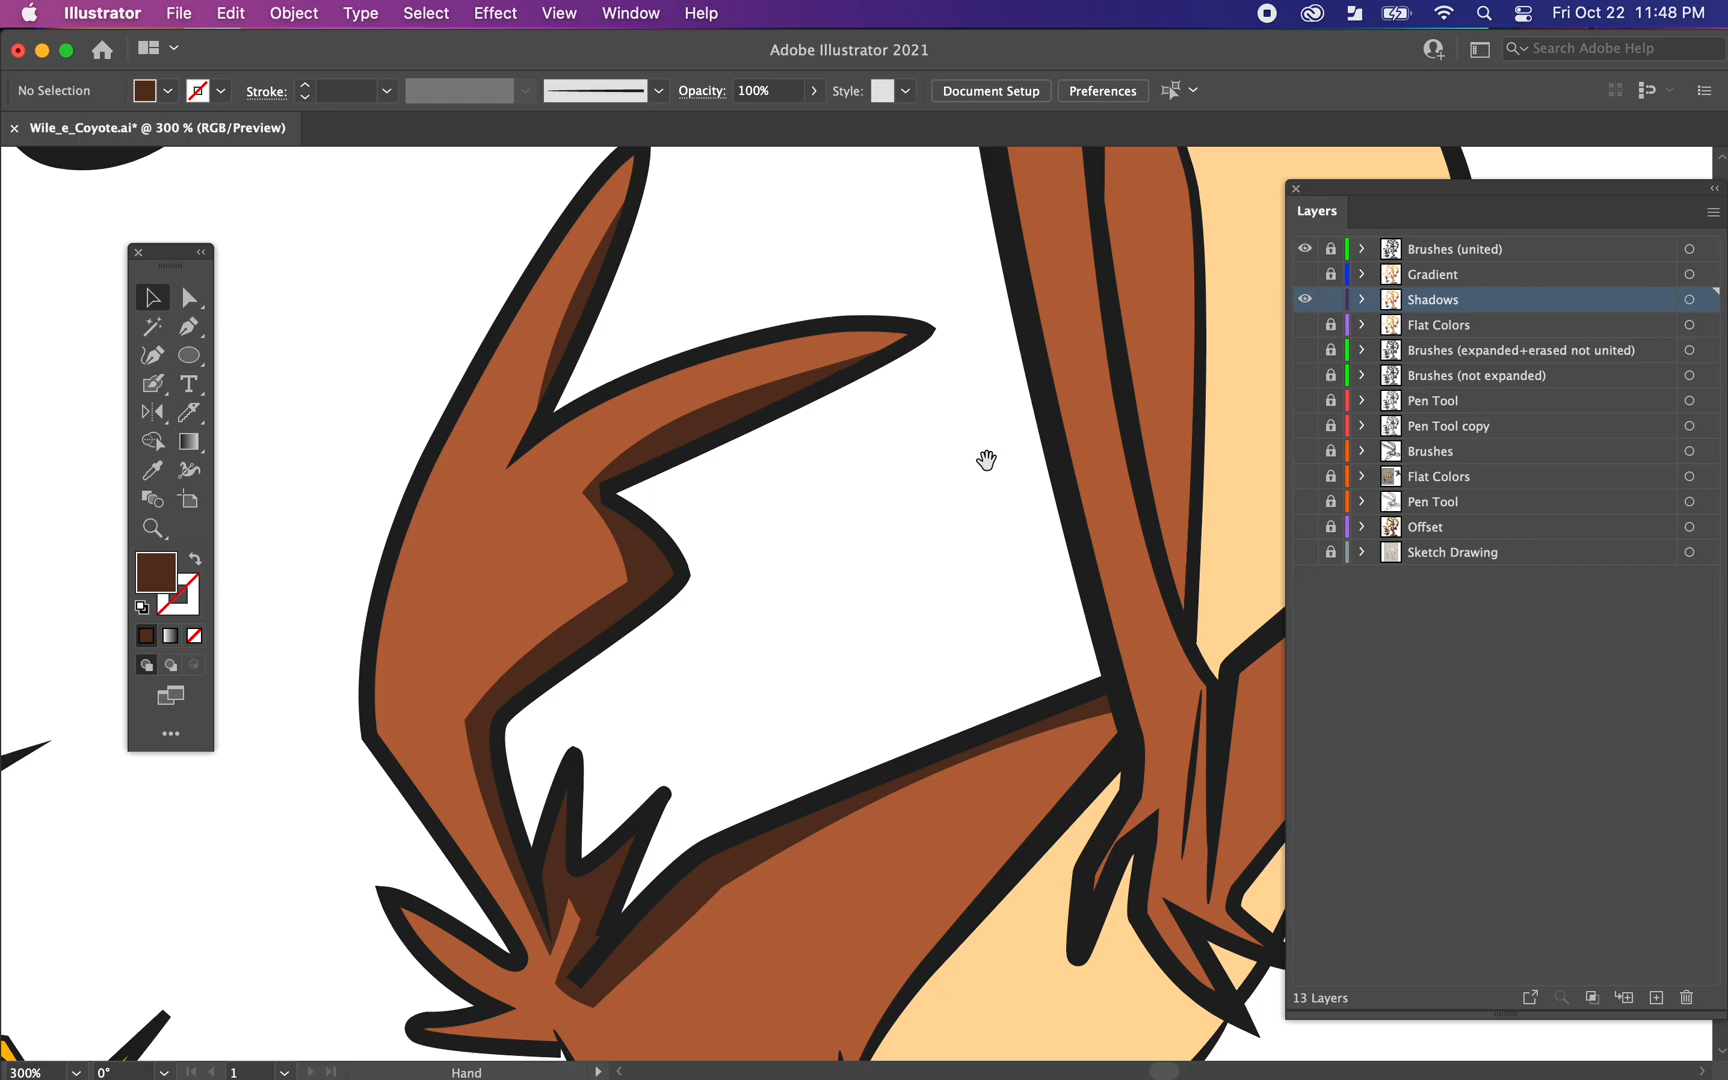 Illustrator File Edit Object Type Select Effect View Window Help Fri Oct 22 11:48 PM
Adobe Illustrator 2021 Search Adobe Help
No Selection Stroke: Opacity: 100% Style: Document Setup Preferences
Wile_e_Coyote.ai* @ 300 % (RGB/Preview)
Layers
Brushes (united)
Gradient
Shadows
Flat Colors
Brushes (expanded+erased not united)
Brushes (not expanded)
Pen Tool
Pen Tool copy
Brushes
Flat Colors
Pen Tool
Offset
Sketch Drawing
13 Layers
300% 0° 1 Hand